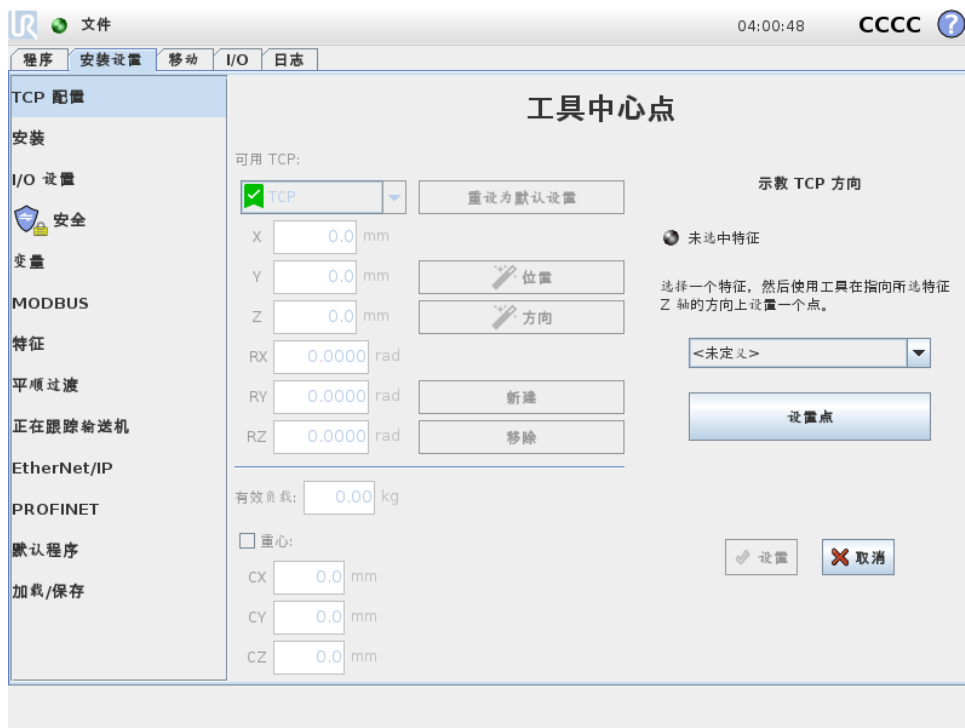 UR 文件 04:00:48 CCCC ?
程序 安装设置 移动 I/O 日志
TCP 配置
安装
I/O 设置
安全
变量
MODBUS
特征
平顺过渡
正在跟踪输送机
EtherNet/IP
PROFINET
默认程序
加载/保存
工具中心点
可用 TCP:
TCP 重设为默认设置
X 0.0 mm
Y 0.0 mm 位置
Z 0.0 mm 方向
RX 0.0000 rad
RY 0.0000 rad 新建
RZ 0.0000 rad 移除
有效负载: 0.00 kg
重心:
CX 0.0 mm
CY 0.0 mm
CZ 0.0 mm
示教 TCP 方向
未选中特征
选择一个特征，然后使用工具在指向所选特征
Z 轴的方向上设置一个点。
<未定义>
设置点
设置 取消